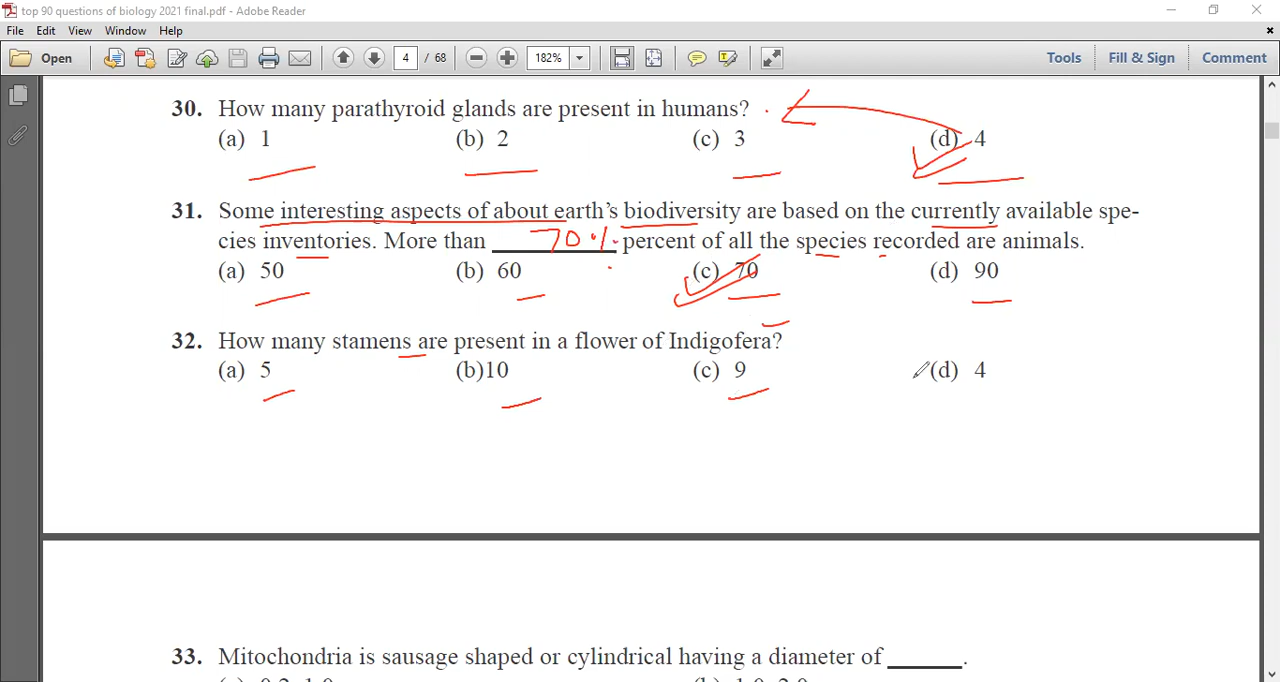 top 90 questions of biology 2021 final.pdf - Adobe Reader
File Edit View Window Help
Open 4 / 68 182% Tools Fill & Sign Comment
30. How many parathyroid glands are present in humans?
(a) 1 (b) 2 (c) 3 (d) 4
31. Some interesting aspects of about earth's biodiversity are based on the currently available spe-
cies inventories. More than ________ 70% percent of all the species recorded are animals.
(a) 50 (b) 60 (c) 70 (d) 90
32. How many stamens are present in a flower of Indigofera?
(a) 5 (b)10 (c) 9 (d) 4
33. Mitochondria is sausage shaped or cylindrical having a diameter of ______.